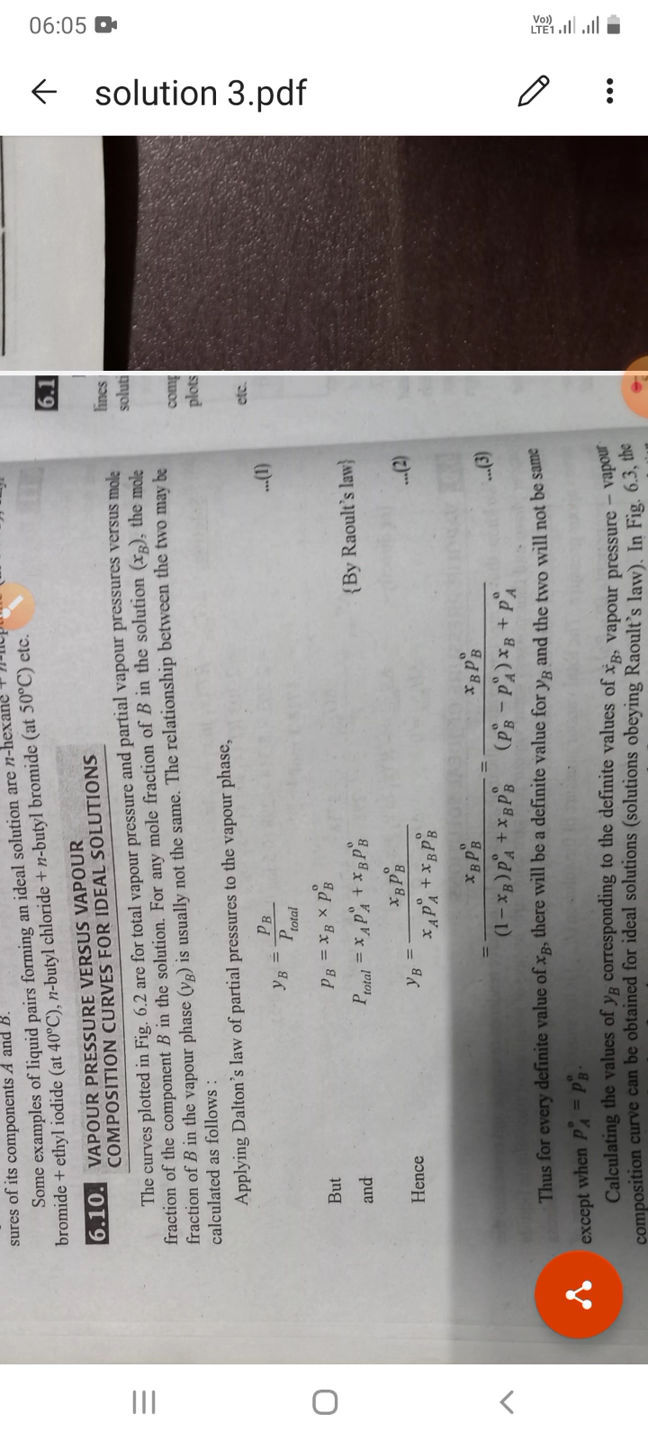 06:05
Vo))
LTE1
solution 3.pdf
sures of its components A and B.
Some examples of liquid pairs forming an ideal solution are n-hexane +
bromide + ethyl iodide (at 40°C), n-butyl chloride + n-butyl bromide (at 50°C) etc.
6.10. VAPOUR PRESSURE VERSUS VAPOUR
COMPOSITION CURVES FOR IDEAL SOLUTIONS
The curves plotted in Fig. 6.2 are for total vapour pressure and partial vapour pressures versus mole
fraction of the component B in the solution. For any mole fraction of B in the solution (x_B), the mole
fraction of B in the vapour phase (y_B) is usually not the same. The relationship between the two may be
calculated as follows :
Applying Dalton's law of partial pressures to the vapour phase,
y_B = p_B / P_total ...(1)
But p_B = x_B × p°_B {By Raoult's law}
and P_total = x_A p°_A + x_B p°_B
Hence y_B = x_B p°_B / x_A p°_A + x_B p°_B ...(2)
= x_B p°_B / (1 – x_B) p°_A + x_B p°_B = x_B p°_B / (p°_B – p°_A) x_B + p°_A ...(3)
Thus for every definite value of x_B, there will be a definite value for y_B and the two will not be same
except when p°_A = p°_B.
Calculating the values of y_B corresponding to the definite values of x_B, vapour pressure – vapour
composition curve can be obtained for ideal solutions (solutions obeying Raoult's law). In Fig. 6.3, the
6.1
lines
soluti
comp
plots
etc.